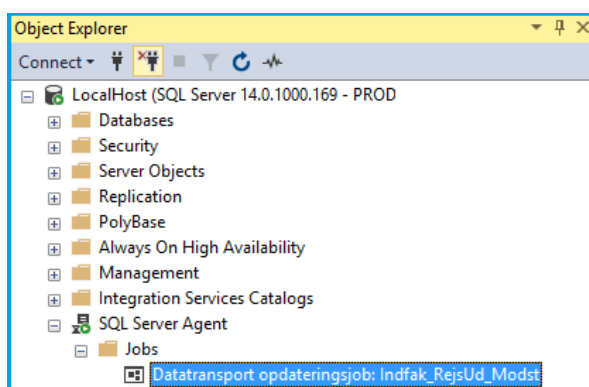 Object Explorer
Connect
LocalHost (SQL Server 14.0.1000.169 - PROD
Databases
Security
Server Objects
Replication
PolyBase
Always On High Availability
Management
Integration Services Catalogs
SQL Server Agent
Jobs
Datatransport opdateringsjob: Indfak_RejsUd_Modst